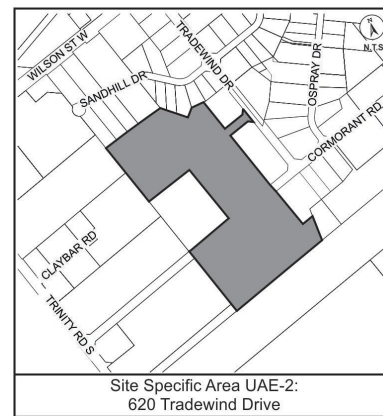 WILSON ST W
SANDHILL DR
TRADEWIND DR
OSPRAY DR
N
N.T.S
CORMORANT RD
CLAYBAR RD
TRINITY RD S
Site Specific Area UAE-2:
620 Tradewind Drive